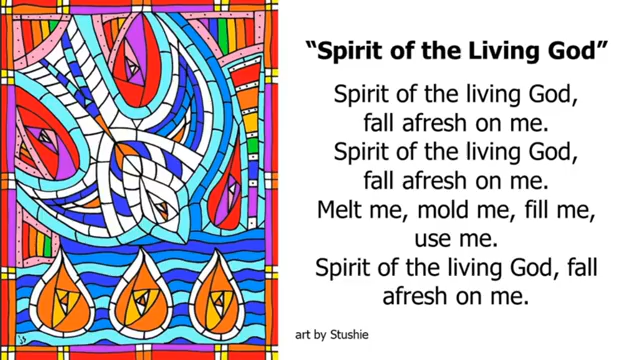 “Spirit of the Living God”
Spirit of the living God,
fall afresh on me.
Spirit of the living God,
fall afresh on me.
Melt me, mold me, fill me,
use me.
Spirit of the living God, fall
afresh on me.
art by Stushie